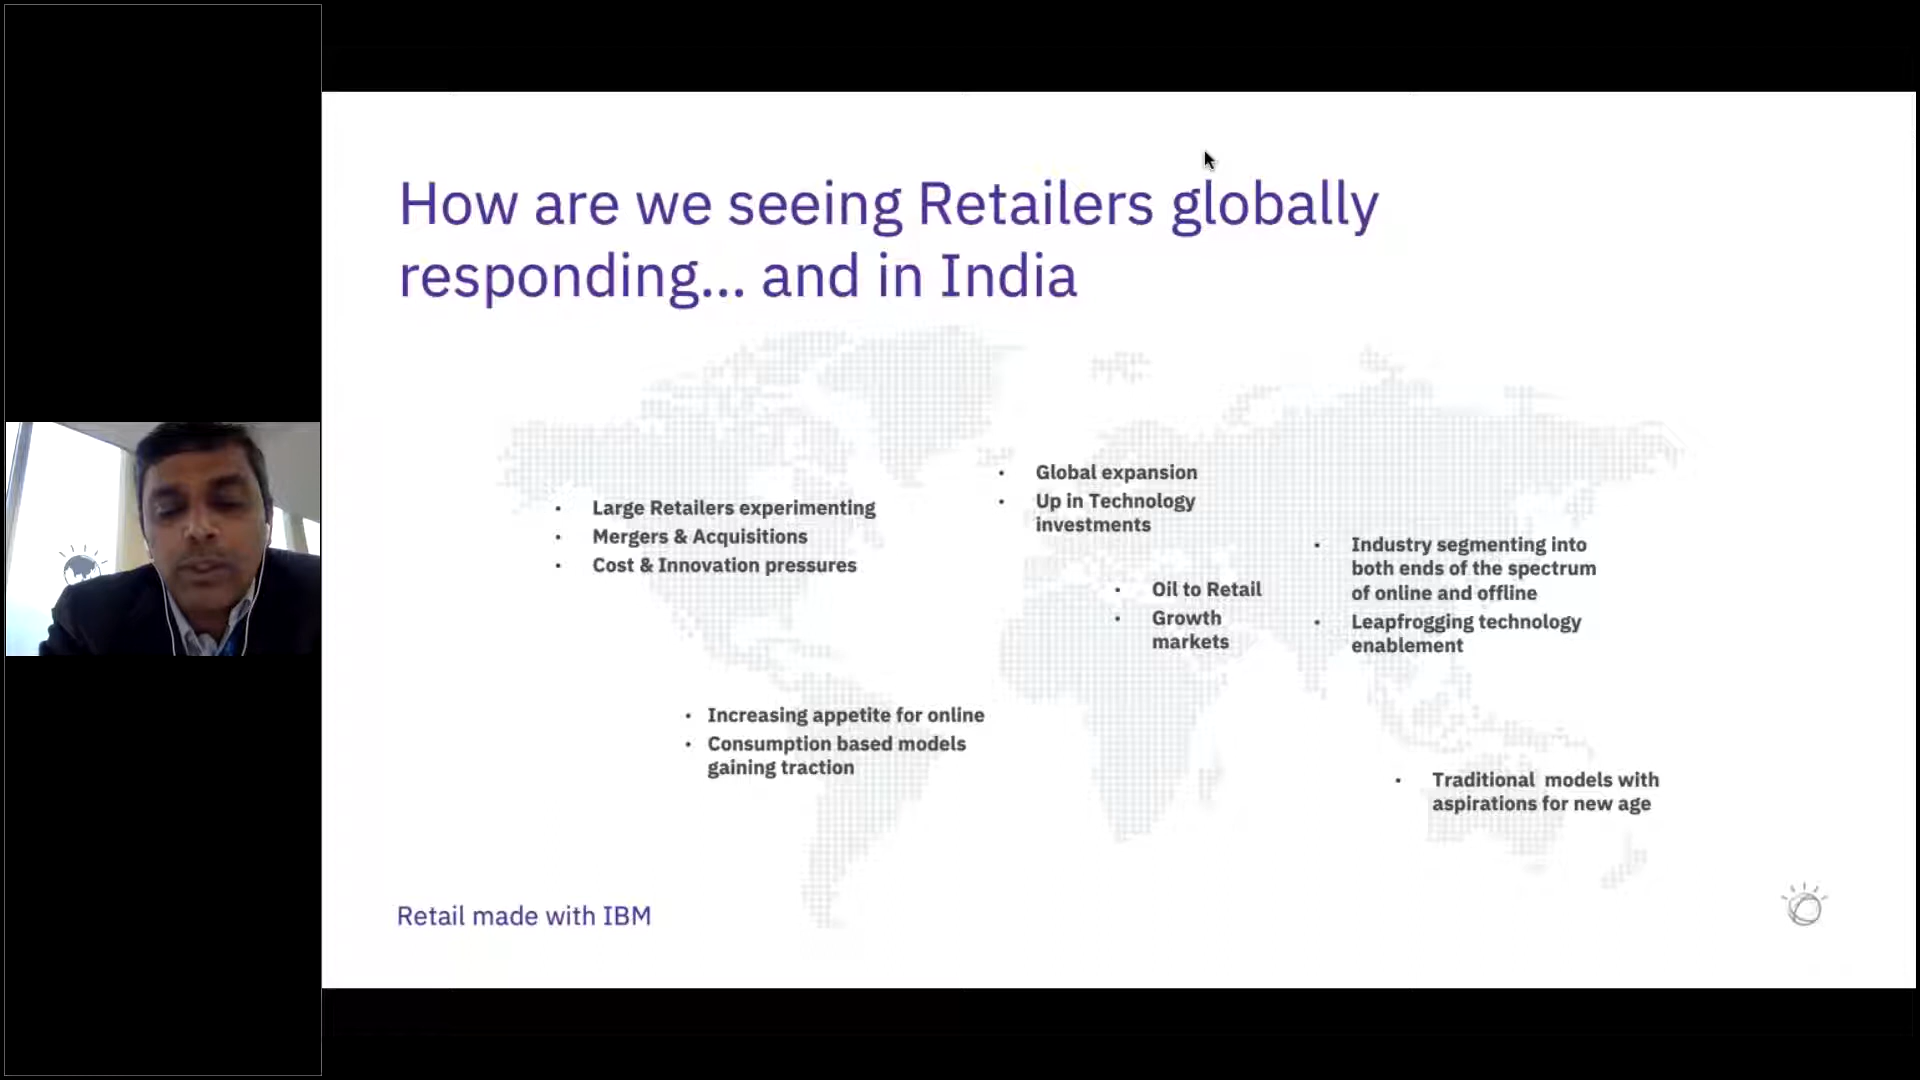 How are we seeing Retailers globally
responding... and in India
• Large Retailers experimenting
• Mergers & Acquisitions
• Cost & Innovation pressures
• Global expansion
• Up in Technology
investments
• Oil to Retail
• Growth
markets
• Industry segmenting into
both ends of the spectrum
of online and offline
• Leapfrogging technology
enablement
• Increasing appetite for online
• Consumption based models
gaining traction
• Traditional models with
aspirations for new age
Retail made with IBM